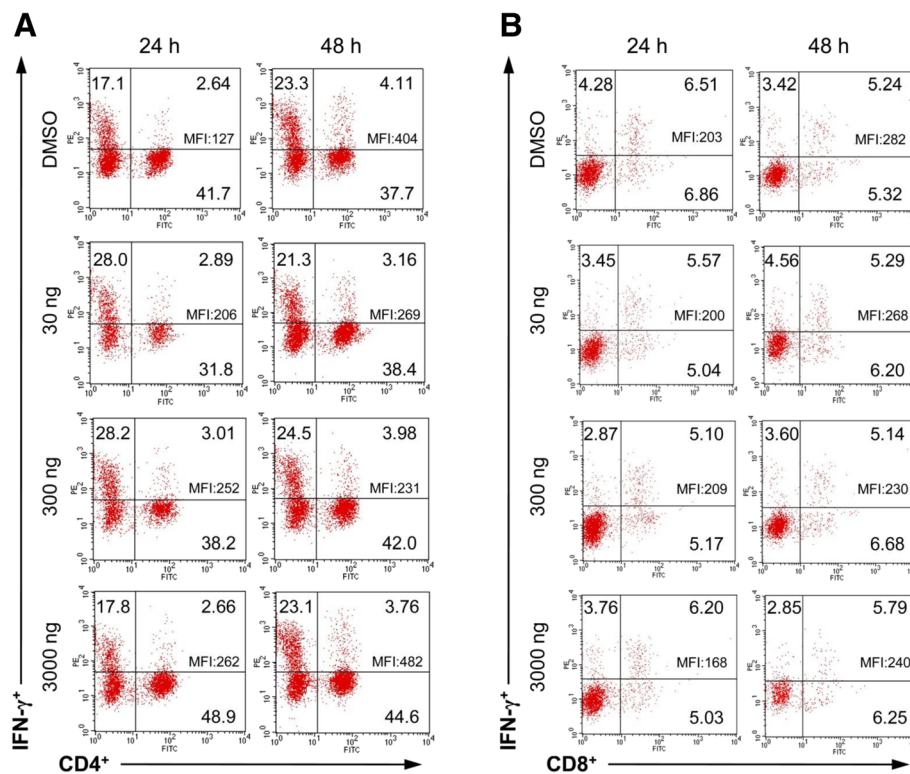 A
B
24 h
48 h
24 h
48 h
DMSO
17.1
2.64
MFI:127
41.7
23.3
4.11
MFI:404
37.7
DMSO
4.28
6.51
MFI:203
6.86
3.42
5.24
MFI:282
5.32
30 ng
28.0
2.89
MFI:206
31.8
21.3
3.16
MFI:269
38.4
30 ng
3.45
5.57
MFI:200
5.04
4.56
5.29
MFI:268
6.20
300 ng
28.2
3.01
MFI:252
38.2
24.5
3.98
MFI:231
42.0
300 ng
2.87
5.10
MFI:209
5.17
3.60
5.14
MFI:230
6.68
3000 ng
17.8
2.66
MFI:262
48.9
23.1
3.76
MFI:482
44.6
3000 ng
3.76
6.20
MFI:168
5.03
2.85
5.79
MFI:240
6.25
PE
FITC
10⁰ 10¹ 10² 10³ 10⁴
IFN-γ⁺
CD4⁺
IFN-γ⁺
CD8⁺